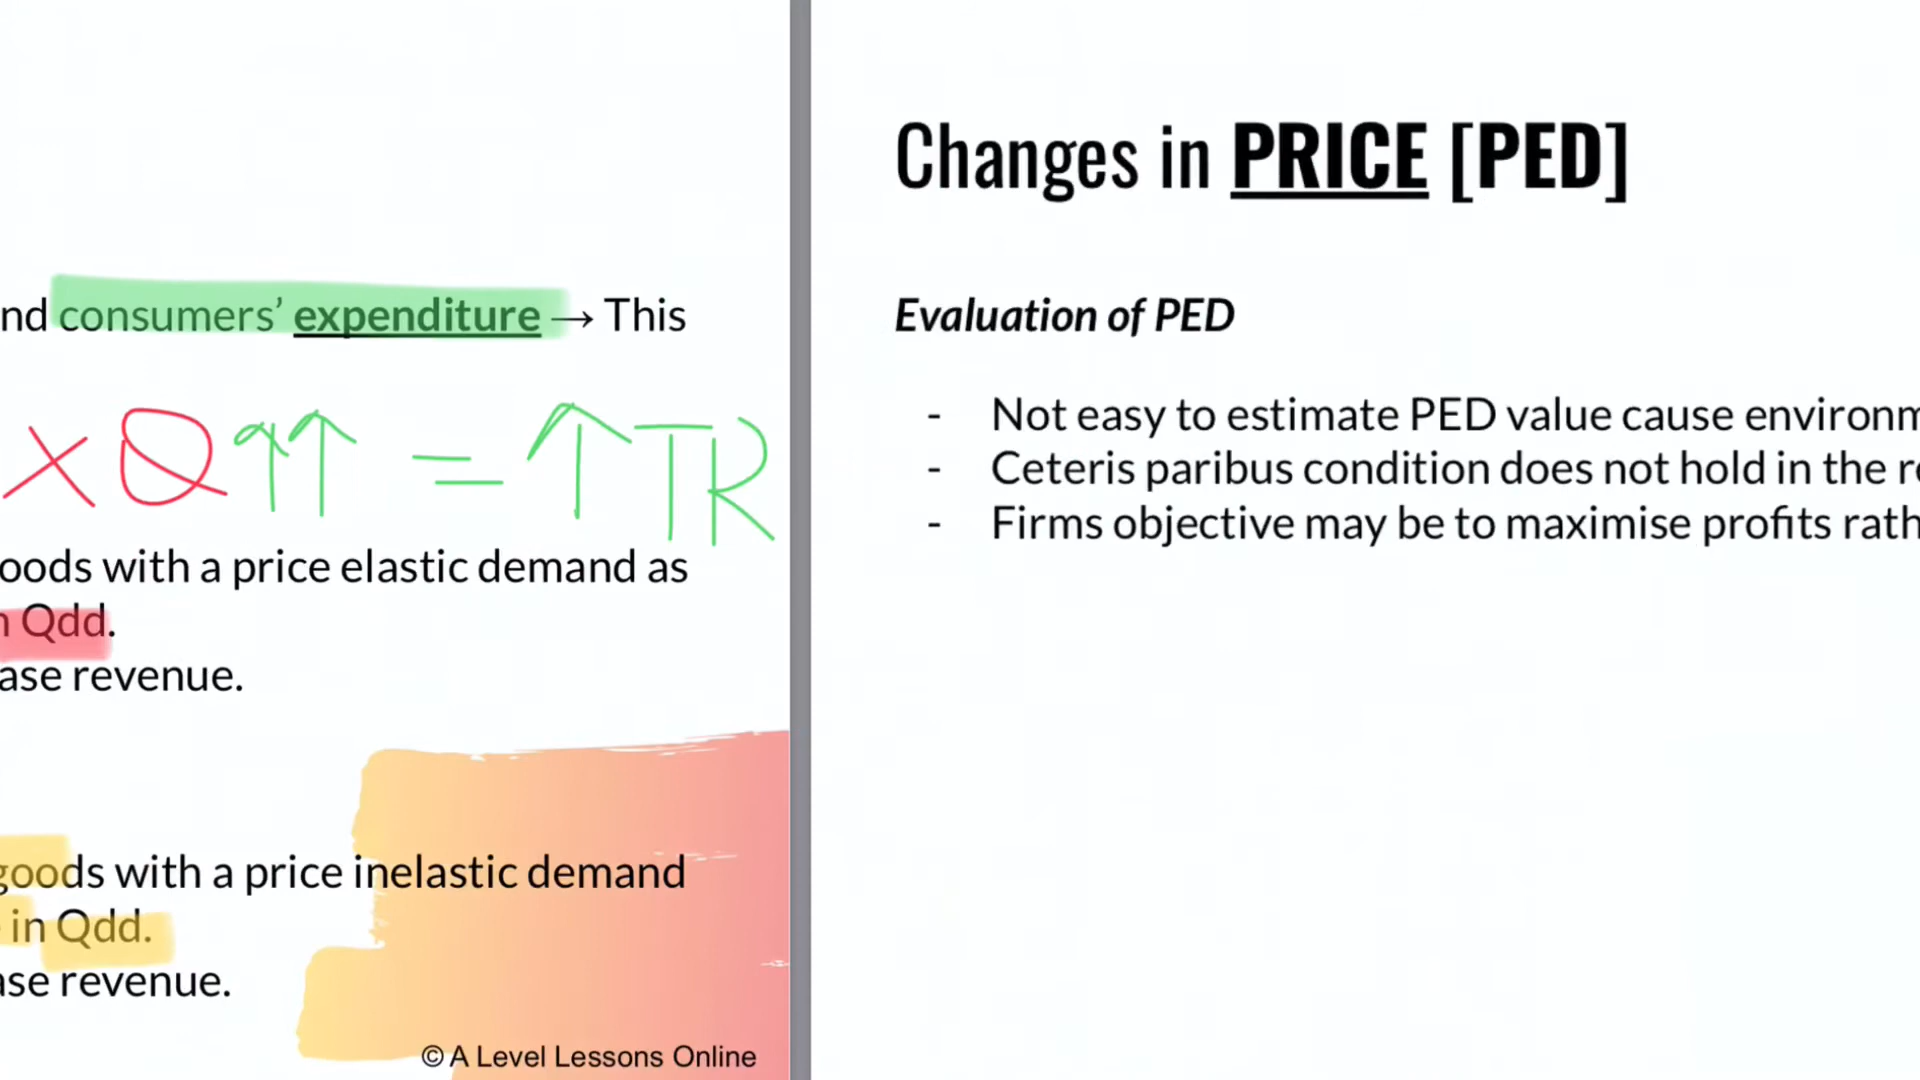 nd consumers’ expenditure → This
× Q↑↑ = ↑TR
oods with a price elastic demand as
n Qdd.
ase revenue.
goods with a price inelastic demand
in Qdd.
ase revenue.
© A Level Lessons Online
Changes in PRICE [PED]
Evaluation of PED
- Not easy to estimate PED value cause environm
- Ceteris paribus condition does not hold in the re
- Firms objective may be to maximise profits rath